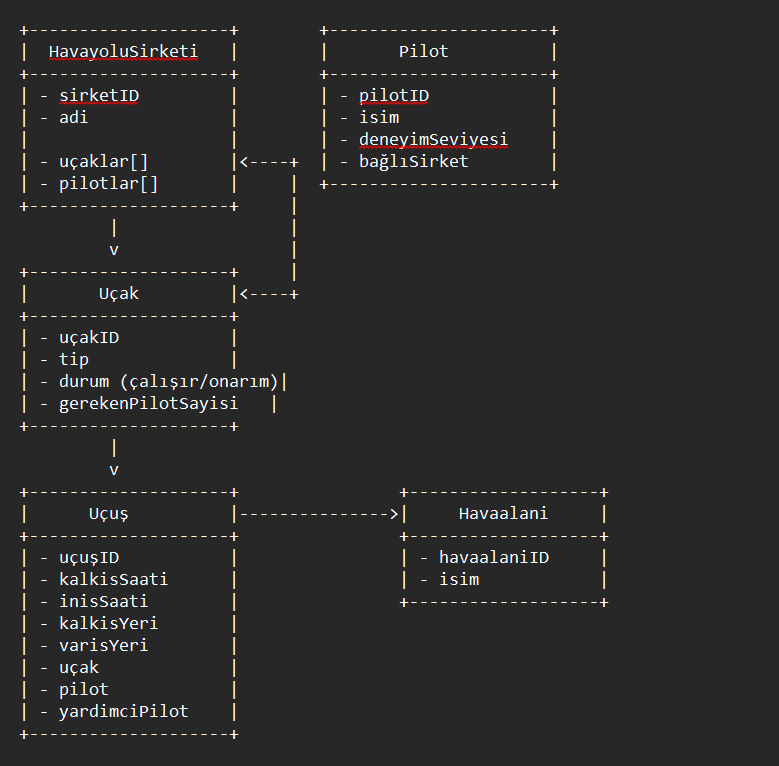 +--------------------+        +----------------------+
|  HavayoluSirketi   |        |       Pilot          |
+--------------------+        +----------------------+
| - sirketID         |        | - pilotID            |
| - adi              |        | - isim               |
|                    |        | - deneyimSeviyesi    |
| - uçaklar[]        |<----+  | - bağlıSirket        |
| - pilotlar[]       |     |  +----------------------+
+--------------------+     |
         |                 |
         v                 |
+--------------------+     |
|       Uçak         |<----+
+--------------------+
| - uçakID           |
| - tip              |
| - durum (çalışır/onarım)|
| - gerekenPilotSayisi   |
+--------------------+
         |
         v
+--------------------+                +-------------------+
|      Uçuş          |--------------->|     Havaalani     |
+--------------------+                +-------------------+
| - uçuşID           |                | - havaalaniID     |
| - kalkisSaati      |                | - isim            |
| - inisSaati        |                +-------------------+
| - kalkisYeri       |
| - varisYeri        |
| - uçak             |
| - pilot            |
| - yardimciPilot    |
+--------------------+